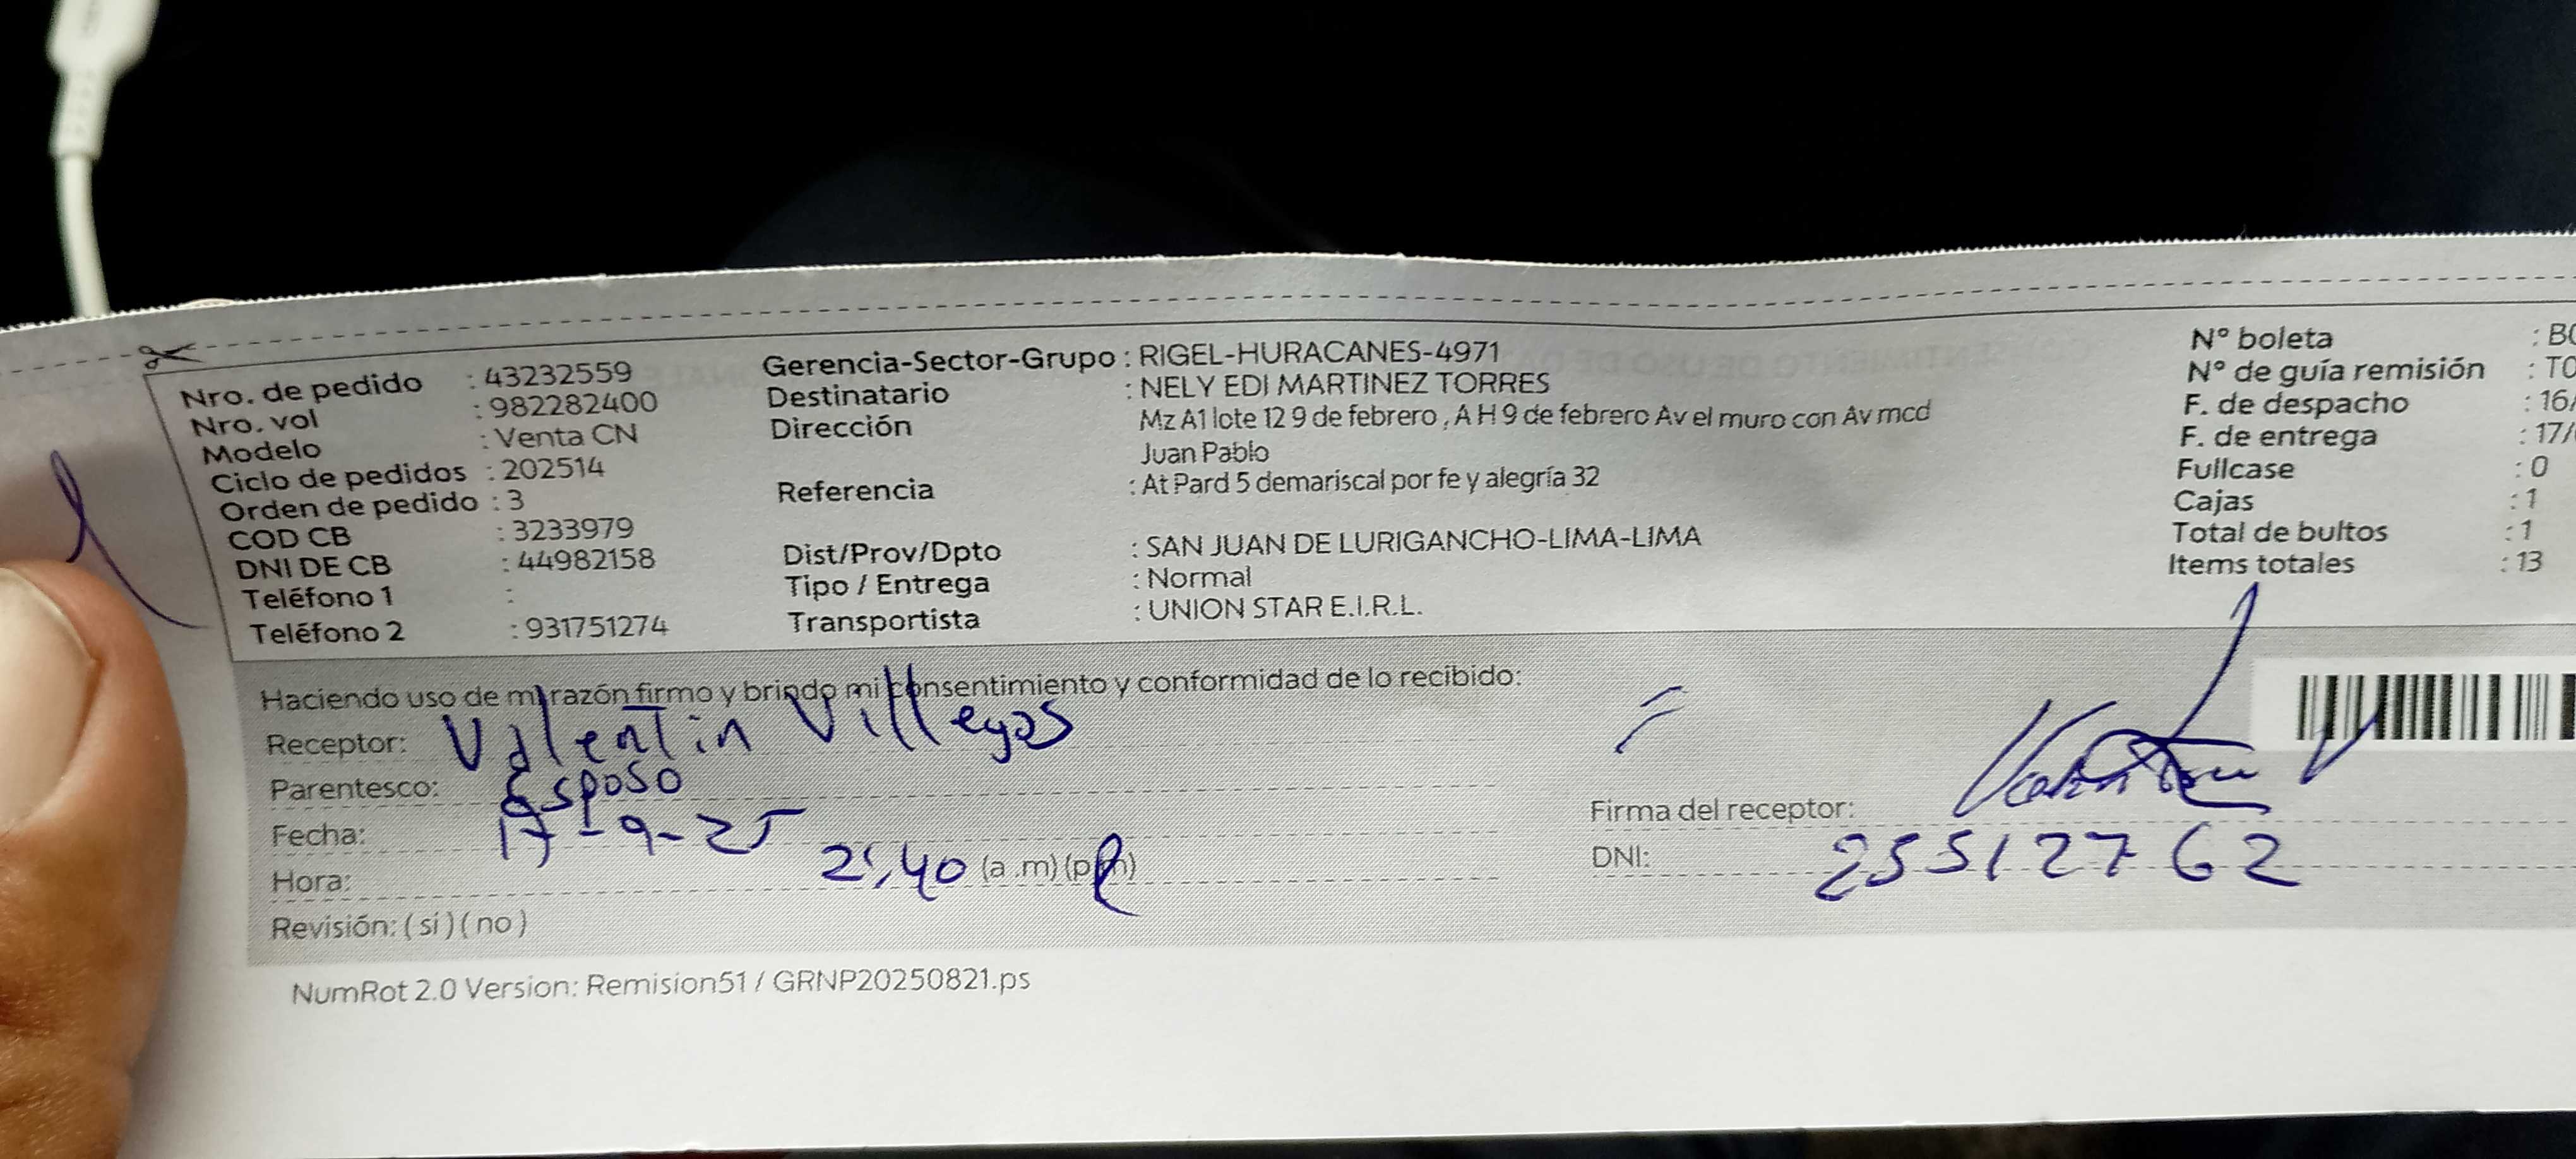 Nro. de pedido : 43232559
Nro. vol : 982282400
Modelo : Venta CN
Ciclo de pedidos : 202514
Orden de pedido : 3
COD CB : 3233979
DNI DE CB : 44982158
Teléfono 1 :
Teléfono 2 : 931751274
Gerencia-Sector-Grupo : RIGEL-HURACANES-4971
Destinatario : NELY EDI MARTINEZ TORRES
Dirección Mz A1 lote 12 9 de febrero , A H 9 de febrero Av el muro con Av mcd
Juan Pablo
Referencia : At Pard 5 demariscal por fe y alegría 32
Dist/Prov/Dpto : SAN JUAN DE LURIGANCHO-LIMA-LIMA
Tipo / Entrega : Normal
Transportista : UNION STAR E.I.R.L.
N° boleta : B
N° de guía remisión : T0
F. de despacho : 16/
F. de entrega : 17/
Fullcase : 0
Cajas : 1
Total de bultos : 1
Items totales : 13
Haciendo uso de mi razón firmo y brindo mi consentimiento y conformidad de lo recibido:
Receptor: Valentin Villegas
Parentesco: Esposo
Fecha: 17-9-25
Hora: 2:40 (a .m) (p.m)
Revisión: ( sí ) ( no )
Firma del receptor:
DNI: 25512762
NumRot 2.0 Version: Remision51 / GRNP20250821.ps